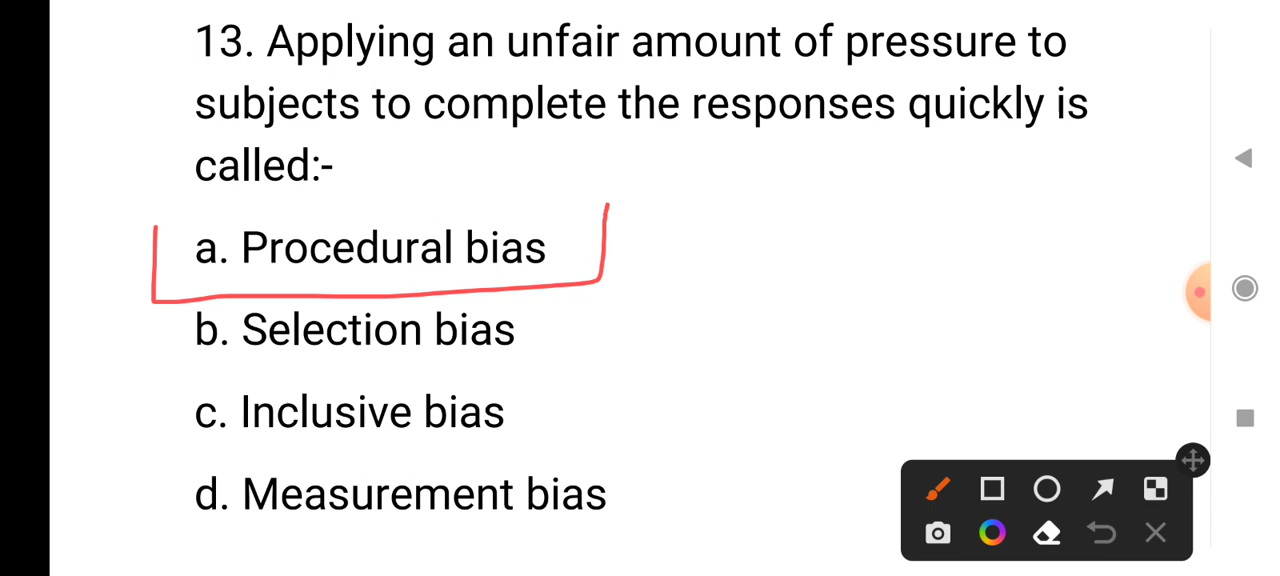 13. Applying an unfair amount of pressure to
subjects to complete the responses quickly is
called:-
a. Procedural bias
b. Selection bias
c. Inclusive bias
d. Measurement bias